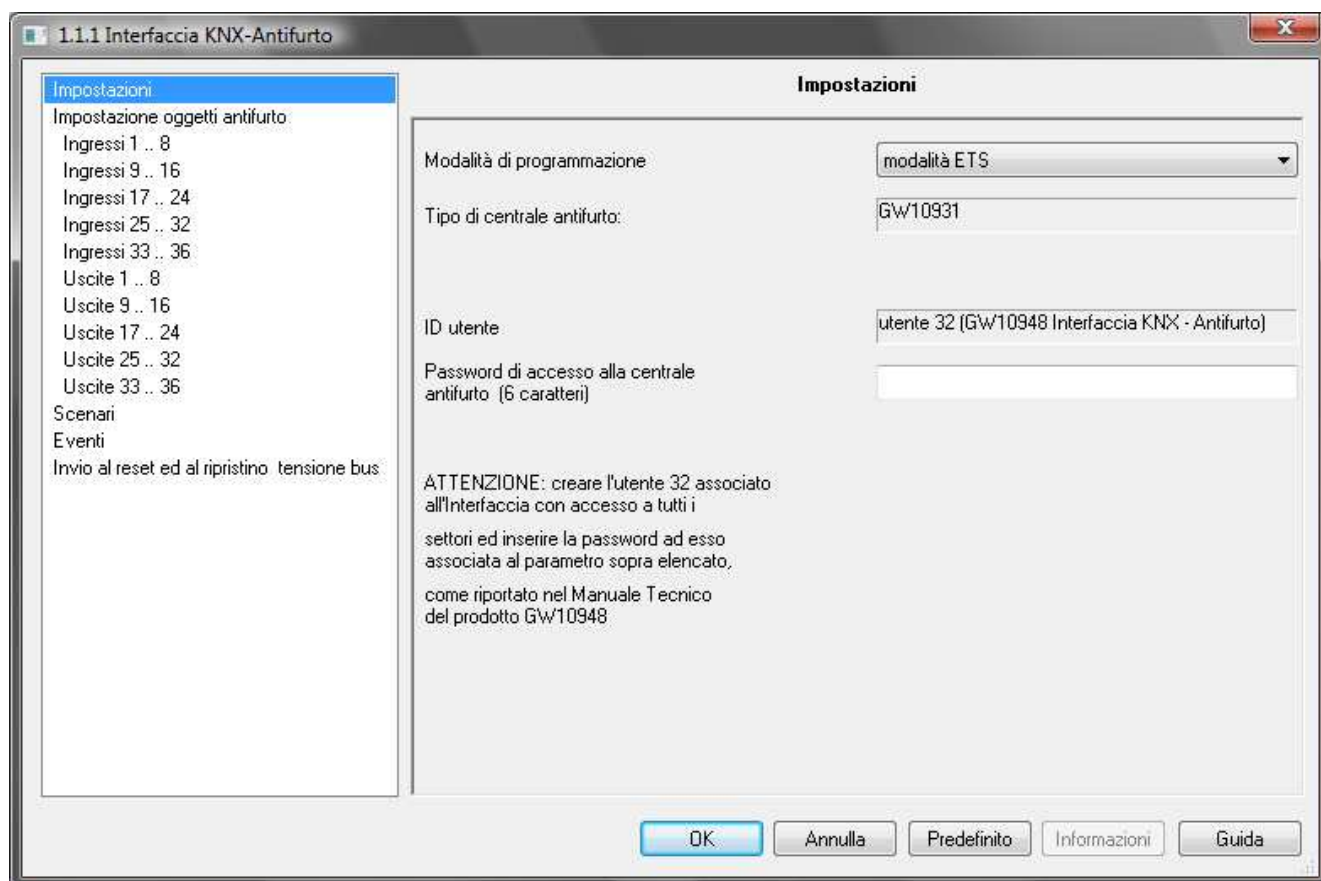 1.1.1 Interfaccia KNX-Antifurto
Impostazioni
Impostazione oggetti antifurto
Ingressi 1 .. 8
Ingressi 9 .. 16
Ingressi 17 .. 24
Ingressi 25 .. 32
Ingressi 33 .. 36
Uscite 1 .. 8
Uscite 9 .. 16
Uscite 17 .. 24
Uscite 25 .. 32
Uscite 33 .. 36
Scenari
Eventi
Invio al reset ed al ripristino tensione bus
Impostazioni
Modalità di programmazione
modalità ETS
Tipo di centrale antifurto:
GW10931
ID utente
utente 32 (GW10948 Interfaccia KNX - Antifurto)
Password di accesso alla centrale
antifurto (6 caratteri)
ATTENZIONE: creare l'utente 32 associato
all'Interfaccia con accesso a tutti i
settori ed inserire la password ad esso
associata al parametro sopra elencato,
come riportato nel Manuale Tecnico
del prodotto GW10948
OK
Annulla
Predefinito
Informazioni
Guida